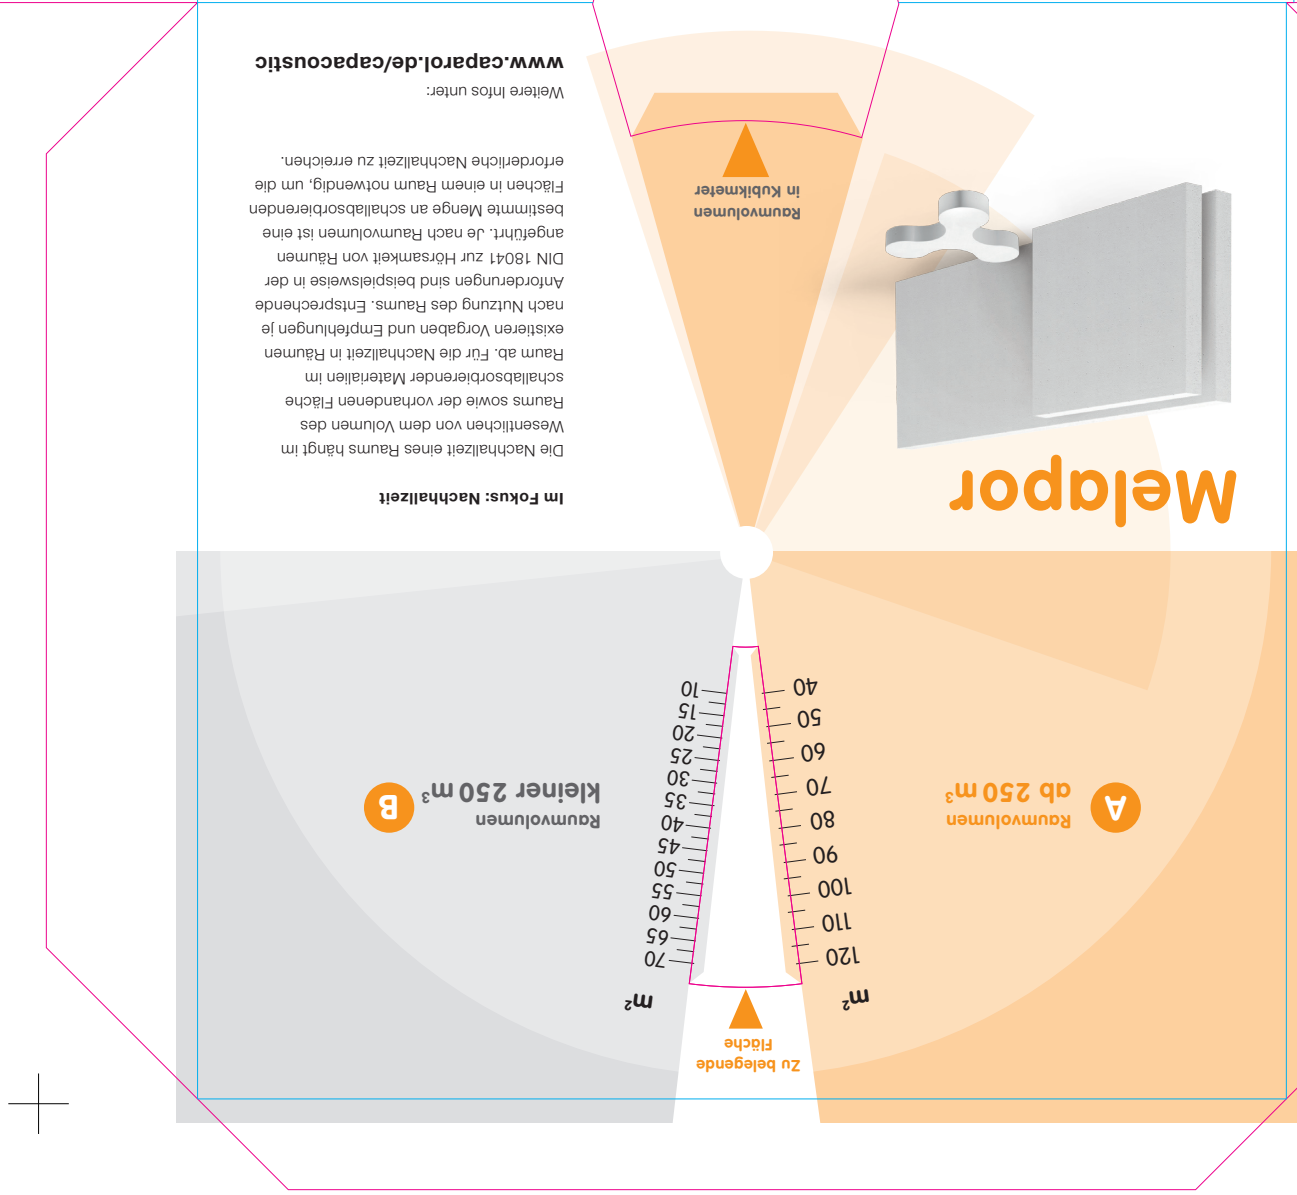 Zu belegende
Fläche
m²
120
110
100
90
80
70
60
50
40
m²
70
65
60
55
50
45
40
35
30
25
20
15
10
A
Raumvolumen
ab 250 m³
Raumvolumen
kleiner 250 m³
B
Melapor
Im Fokus: Nachhallzeit
Die Nachhallzeit eines Raums hängt im
Wesentlichen von dem Volumen des
Raums sowie der vorhandenen Fläche
schallabsorbierender Materialien im
Raum ab. Für die Nachhallzeit in Räumen
existieren Vorgaben und Empfehlungen je
nach Nutzung des Raums. Entsprechende
Anforderungen sind beispielsweise in der
DIN 18041 zur Hörsamkeit von Räumen
angeführt. Je nach Raumvolumen ist eine
bestimmte Menge an schallabsorbierenden
Flächen in einem Raum notwendig, um die
erforderliche Nachhallzeit zu erreichen.
Weitere Infos unter:
www.caparol.de/capacoustic
Raumvolumen
in Kubikmeter